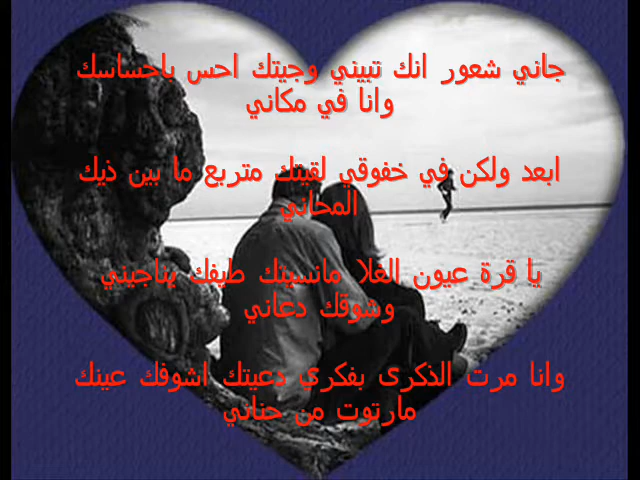 جاني شعور انك تبيني وجيتك احس باحساسك
وانا في مكاني
ابعد ولكن في خفوقي لقيتك متربع ما بين ذيك
المحاني
يا قرة عيون الغلا مانسيتك طيفك يناجيني
وشوقك دعاني
وانا مرت الذكرى بفكري دعيتك اشوفك عينك
مارتوت من حناني